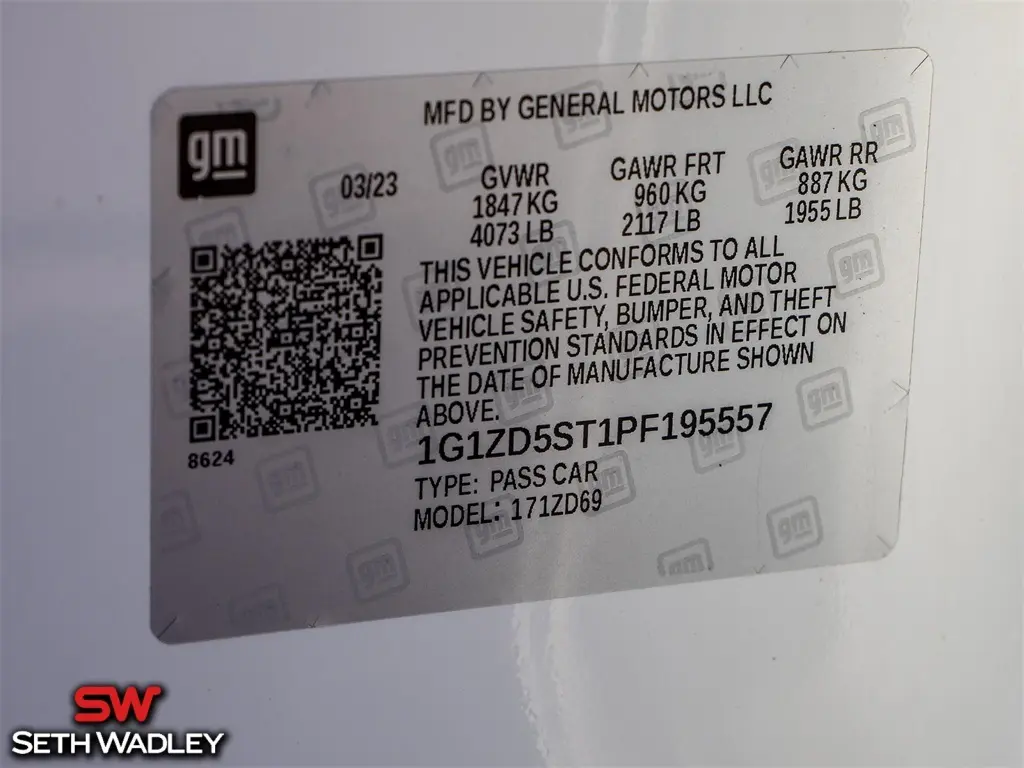 MFD BY GENERAL MOTORS LLC
gm
03/23
GVWR GAWR FRT GAWR RR
1847 KG 960 KG 887 KG
4073 LB 2117 LB 1955 LB
THIS VEHICLE CONFORMS TO ALL
APPLICABLE U.S. FEDERAL MOTOR
VEHICLE SAFETY, BUMPER, AND THEFT
PREVENTION STANDARDS IN EFFECT ON
THE DATE OF MANUFACTURE SHOWN
ABOVE.
8624
1G1ZD5ST1PF195557
TYPE: PASS CAR
MODEL: 171ZD69
SW
SETH WADLEY